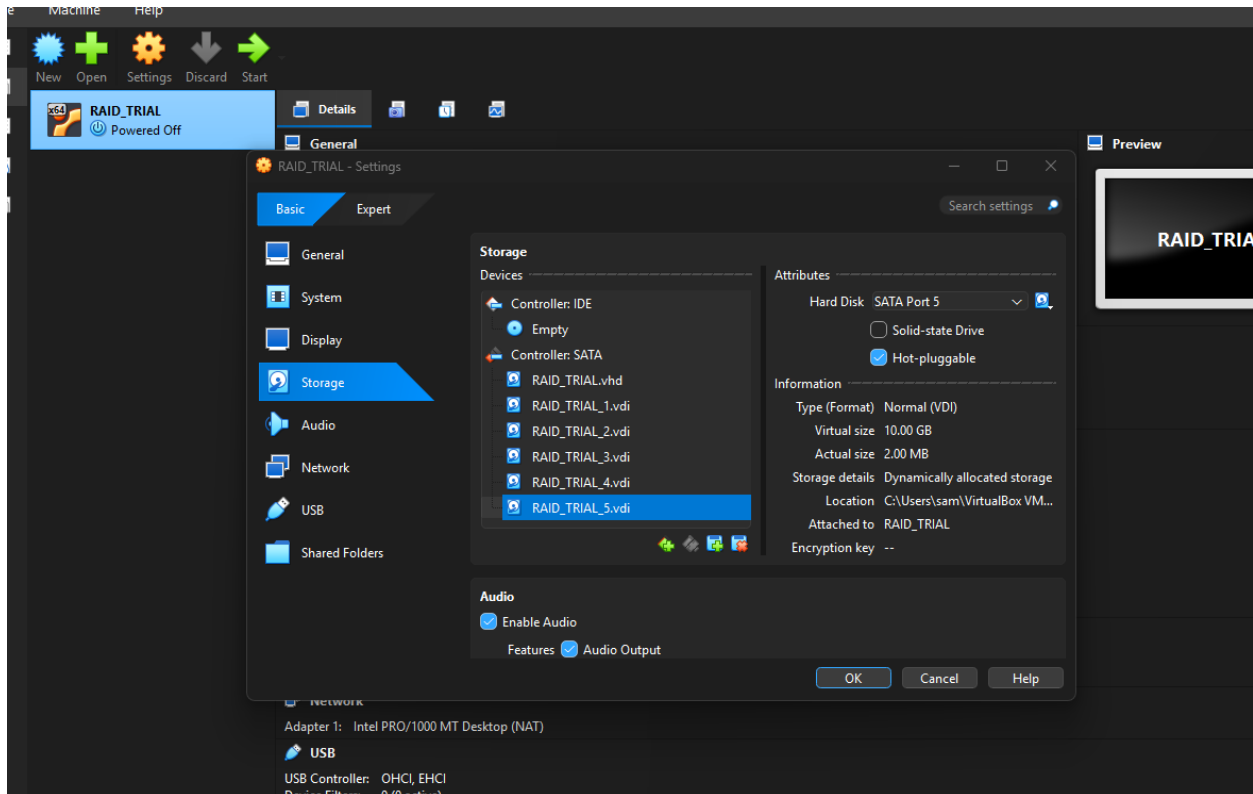 Machine Help
New Open Settings Discard Start
x64 RAID_TRIAL
Powered Off
Details
General
Preview
RAID_TRIAL - Settings
Basic Expert
Search settings
General
System
Display
Storage
Audio
Network
USB
Shared Folders
Storage
Devices
Controller: IDE
Empty
Controller: SATA
RAID_TRIAL.vhd
RAID_TRIAL_1.vdi
RAID_TRIAL_2.vdi
RAID_TRIAL_3.vdi
RAID_TRIAL_4.vdi
RAID_TRIAL_5.vdi
Attributes
Hard Disk SATA Port 5
Solid-state Drive
Hot-pluggable
Information
Type (Format) Normal (VDI)
Virtual size 10.00 GB
Actual size 2.00 MB
Storage details Dynamically allocated storage
Location C:\Users\sam\VirtualBox VM...
Attached to RAID_TRIAL
Encryption key --
Audio
Enable Audio
Features Audio Output
OK Cancel Help
RAID_TRIA
Network
Adapter 1: Intel PRO/1000 MT Desktop (NAT)
USB
USB Controller: OHCI, EHCI